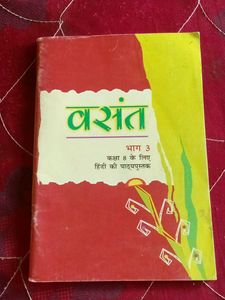 वसंत
भाग 3
कक्षा 8 के लिए
हिंदी की पाठ्यपुस्तक